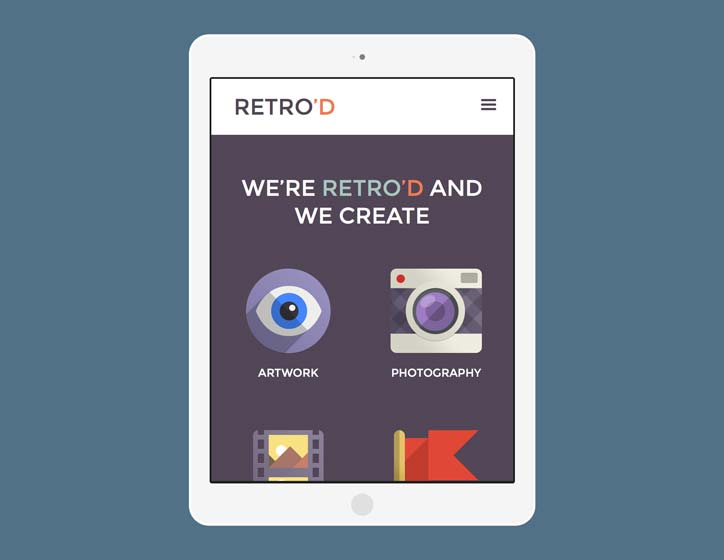 RETRO’D
WE’RE RETRO’D AND
WE CREATE
ARTWORK
PHOTOGRAPHY